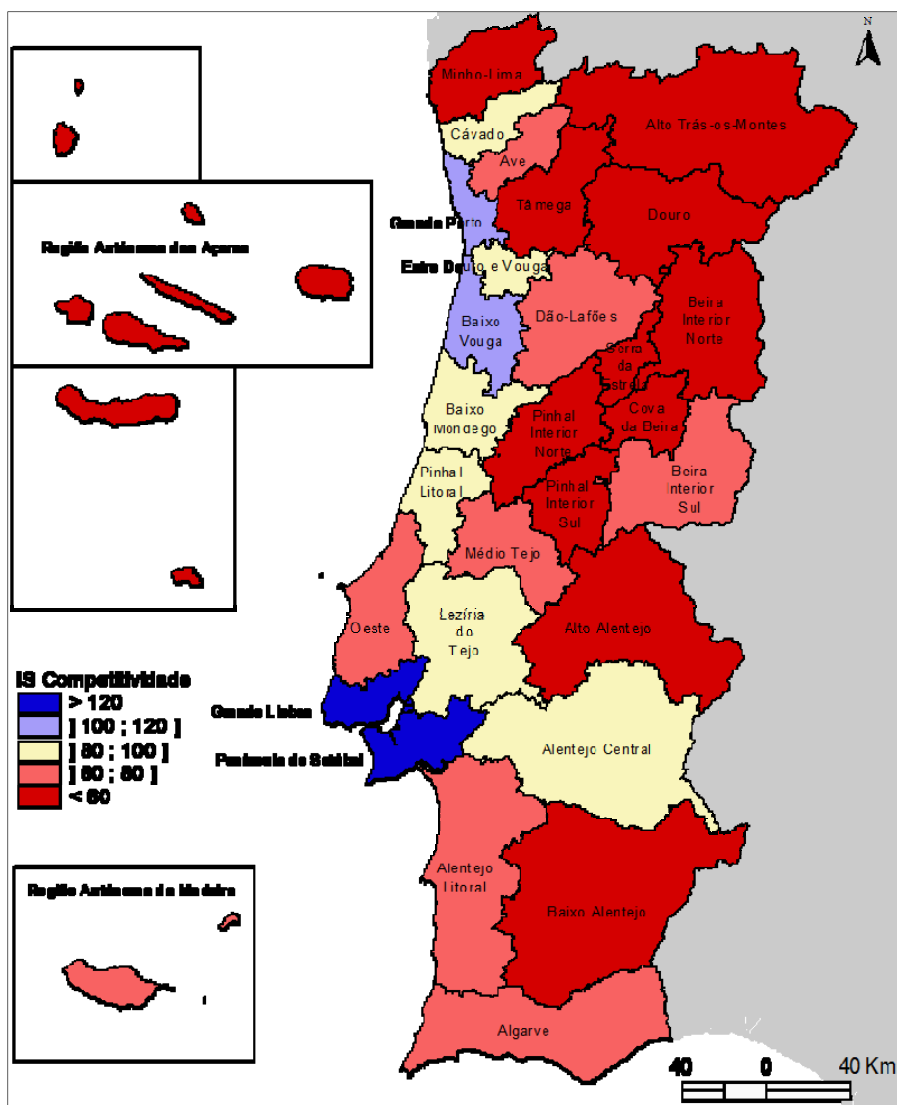 N
Minho-Lima
Alto Trás-os-Montes
Cávado
Ave
Tâmega
Douro
Grande Porto
Região Autónoma dos Açores
Entre Douro e Vouga
Beira
Interior
Norte
Dão-Lafões
Baixo
Vouga
Serra
da
Estrela
Baixo
Mondego
Pinhal
Interior
Norte
Cova
da Beira
Pinhal
Litoral
Beira
Interior
Sul
Pinhal
Interior
Sul
Médio Tejo
Lezíria
do
Tejo
Oeste
Alto Alentejo
IS Competitividade
> 120
] 100 ; 120 ]
] 80 ; 100 ]
] 60 ; 80 ]
< 60
Grande Lisboa
Península de Setúbal
Alentejo Central
Alentejo
Litoral
Baixo Alentejo
Região Autónoma da Madeira
Algarve
40 0 40 Km